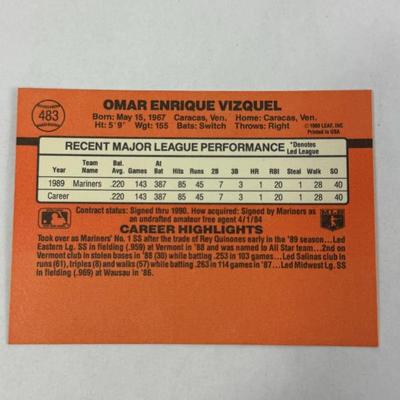 483
OMAR ENRIQUE VIZQUEL
Born: May 15, 1967 Caracas, Ven. Home: Caracas, Ven.
Ht: 5'9" Wgt: 155 Bats: Switch Throws: Right
© 1989 LEAF, INC
Printed in USA
RECENT MAJOR LEAGUE PERFORMANCE *Denotes Led League
Year Team Name Bat. Avg. Games At Bat Hits Runs 2B 3B HR RBI Steal Walk SO
1989 Mariners .220 143 387 85 45 7 3 1 20 1 28 40
Career .220 143 387 85 45 7 3 1 20 1 28 40
Contract status: Signed thru 1990. How acquired: Signed by Mariners as
an undrafted amateur free agent 4/1/84
CAREER HIGHLIGHTS
Took over as Mariners' No. 1 SS after the trade of Rey Quinones early in the '89 season...Led
Eastern Lg. SS in fielding (.959) at Vermont in '88 and was named to All Star team...2nd on
Vermont club in stolen bases in '88 (30) while batting .253 in 103 games...Led Salinas club in
runs (61), triples (8) and walks (57) while batting .263 in 114 games in '87...Led Midwest Lg. SS
in fielding (.969) at Wausau in '86.